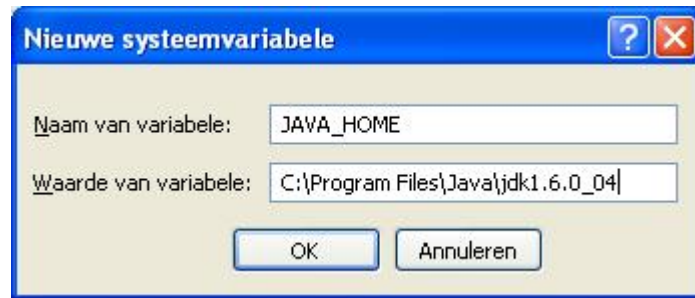 Nieuwe systeemvariabele
Naam van variabele: JAVA_HOME
Waarde van variabele: C:\Program Files\Java\jdk1.6.0_04
OK Annuleren